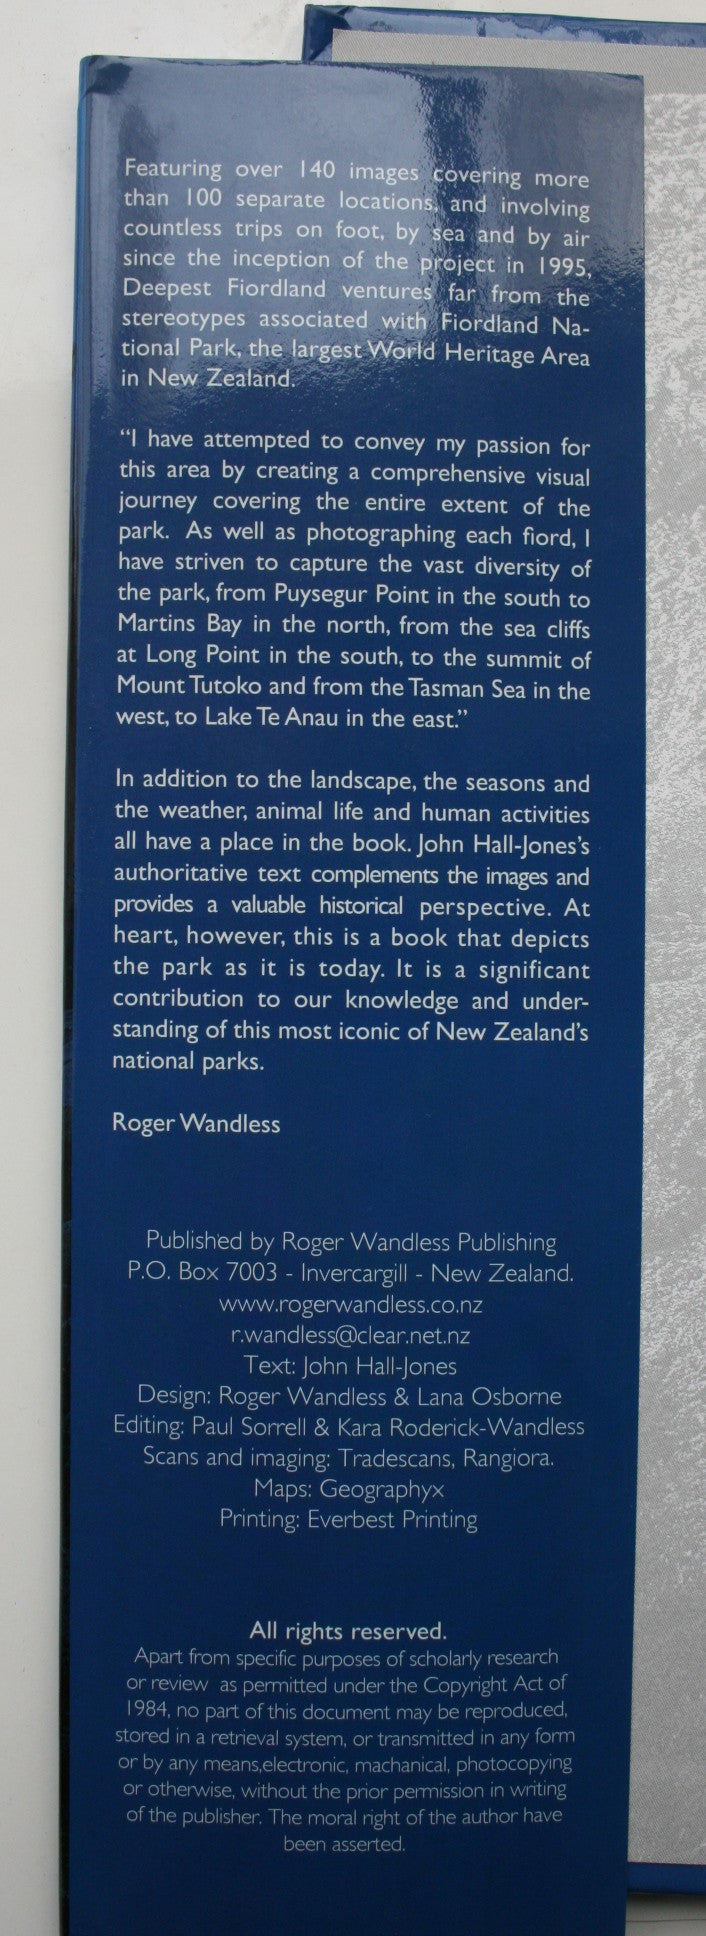 Featuring over 140 images covering more
than 100 separate locations, and involving
countless trips on foot, by sea and by air
since the inception of the project in 1995,
Deepest Fiordland ventures far from the
stereotypes associated with Fiordland Na-
tional Park, the largest World Heritage Area
in New Zealand.
“I have attempted to convey my passion for
this area by creating a comprehensive visual
journey covering the entire extent of the
park. As well as photographing each fiord, I
have striven to capture the vast diversity of
the park, from Puysegur Point in the south to
Martins Bay in the north, from the sea cliffs
at Long Point in the south, to the summit of
Mount Tutoko and from the Tasman Sea in the
west, to Lake Te Anau in the east.”
In addition to the landscape, the seasons and
the weather, animal life and human activities
all have a place in the book. John Hall-Jones’s
authoritative text complements the images and
provides a valuable historical perspective. At
heart, however, this is a book that depicts
the park as it is today. It is a significant
contribution to our knowledge and under-
standing of this most iconic of New Zealand’s
national parks.
Roger Wandless
Published by Roger Wandless Publishing
P.O. Box 7003 - Invercargill - New Zealand.
www.rogerwandless.co.nz
r.wandless@clear.net.nz
Text: John Hall-Jones
Design: Roger Wandless & Lana Osborne
Editing: Paul Sorrell & Kara Roderick-Wandless
Scans and imaging: Tradescans, Rangiora.
Maps: Geographyx
Printing: Everbest Printing
All rights reserved.
Apart from specific purposes of scholarly research
or review as permitted under the Copyright Act of
1984, no part of this document may be reproduced,
stored in a retrieval system, or transmitted in any form
or by any means,electronic, machanical, photocopying
or otherwise, without the prior permission in writing
of the publisher. The moral right of the author have
been asserted.